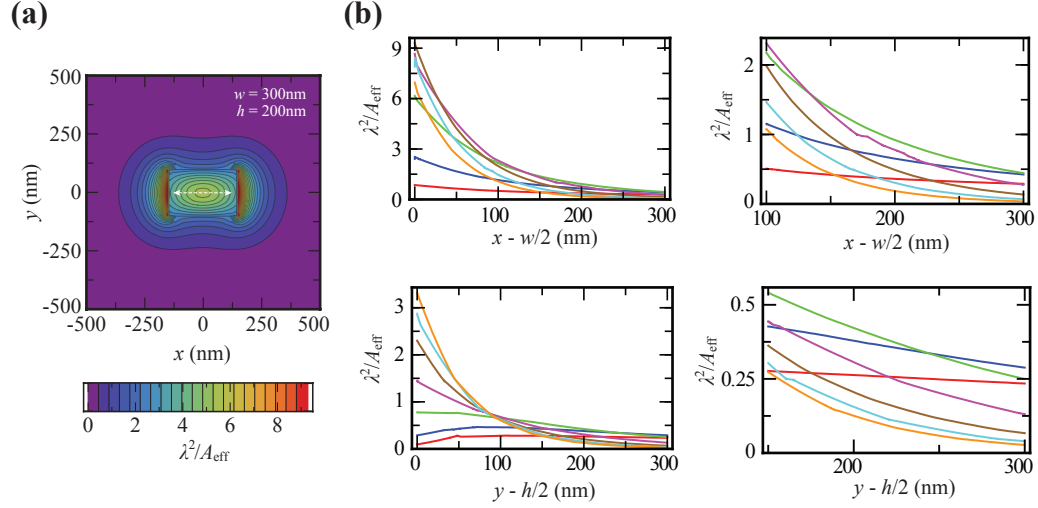 (a)
w = 300nm
h = 200nm
500
250
0
-250
-500
y (nm)
-500 -250 0 250 500
x (nm)
0 2 4 6 8
λ²/Aeff
(b)
9
6
3
0
λ²/Aeff
0 100 200 300
x - w/2 (nm)
2
1
0
λ²/Aeff
100 200 300
x - w/2 (nm)
3
2
1
0
λ²/Aeff
0 100 200 300
y - h/2 (nm)
0.5
0.25
0
λ²/Aeff
200 300
y - h/2 (nm)